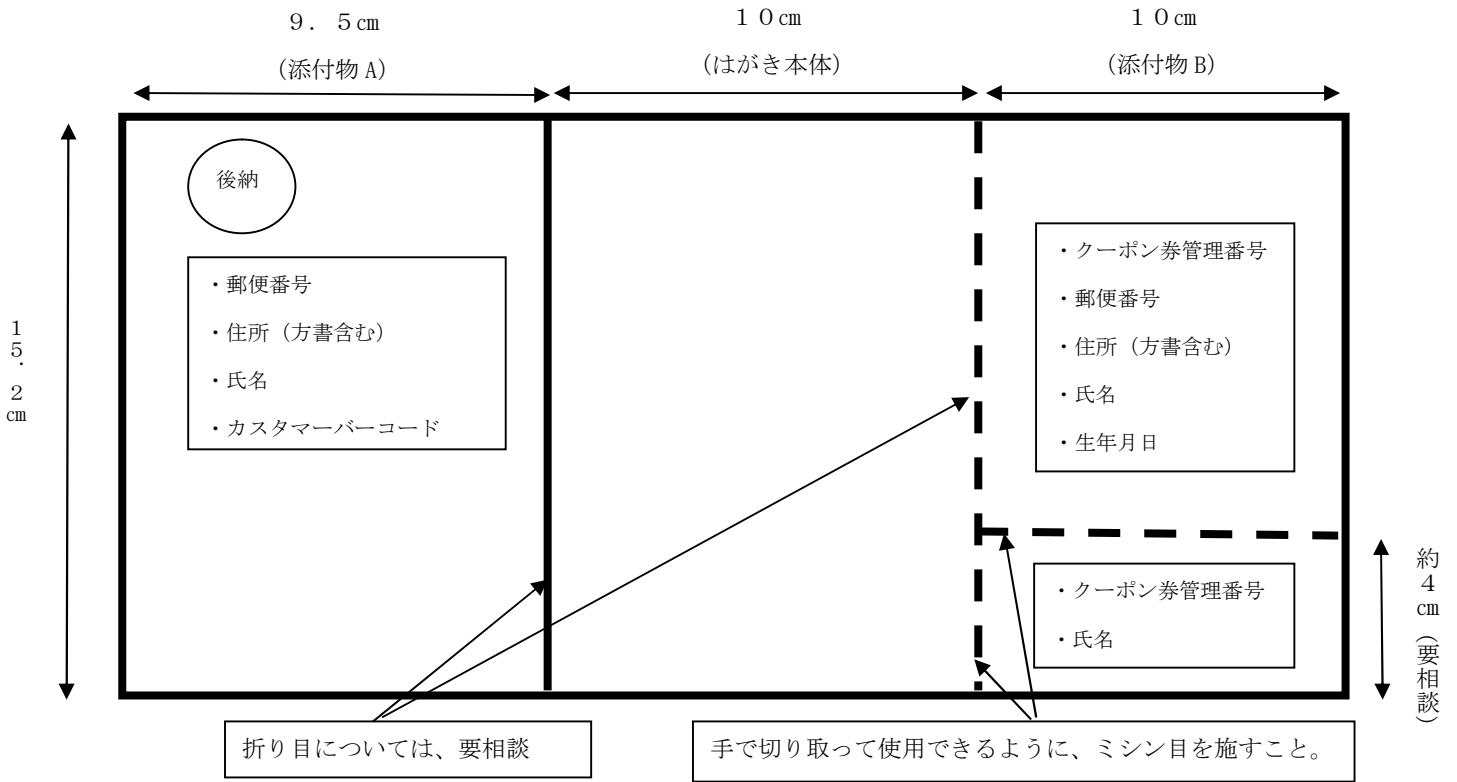 ９．５㎝
（添付物 A）
１０㎝
（はがき本体）
１０㎝
（添付物 B）
１５．２㎝
後納
・郵便番号
・住所（方書含む）
・氏名
・カスタマーバーコード
・クーポン券管理番号
・郵便番号
・住所（方書含む）
・氏名
・生年月日
・クーポン券管理番号
・氏名
約４㎝（要相談）
折り目については、要相談
手で切り取って使用できるように、ミシン目を施すこと。